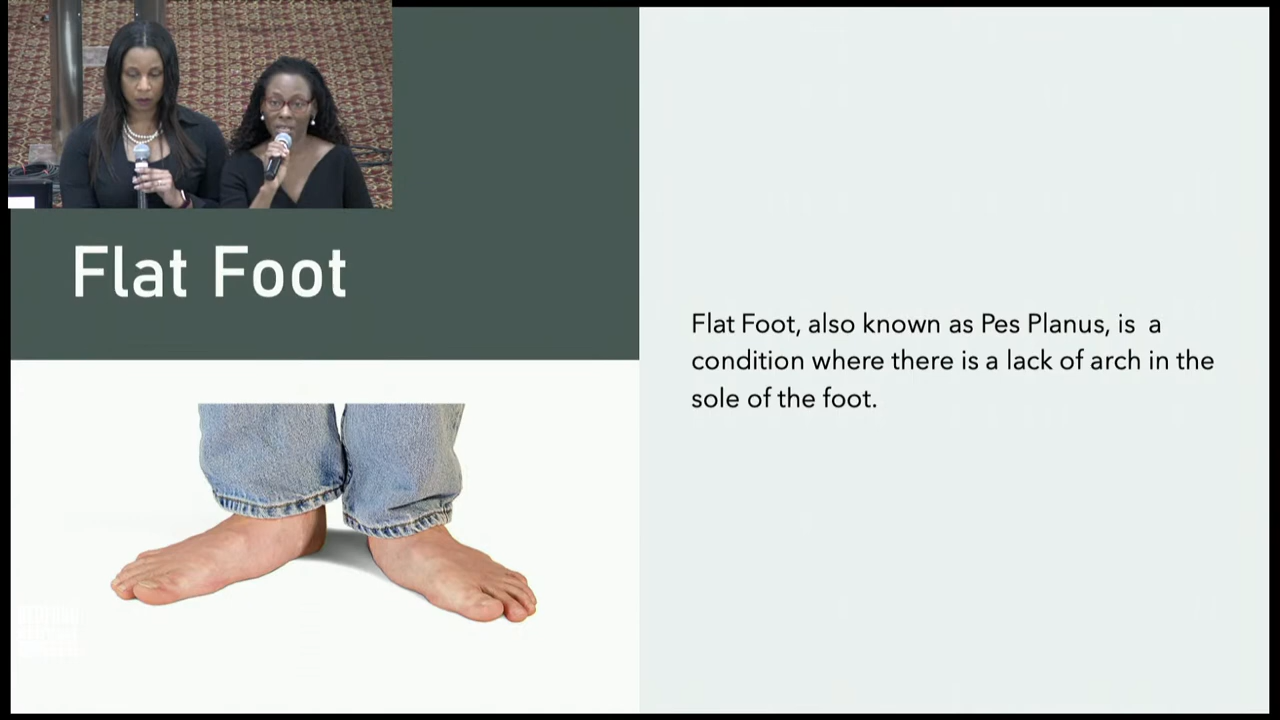 Flat Foot
Flat Foot, also known as Pes Planus, is a
condition where there is a lack of arch in the
sole of the foot.